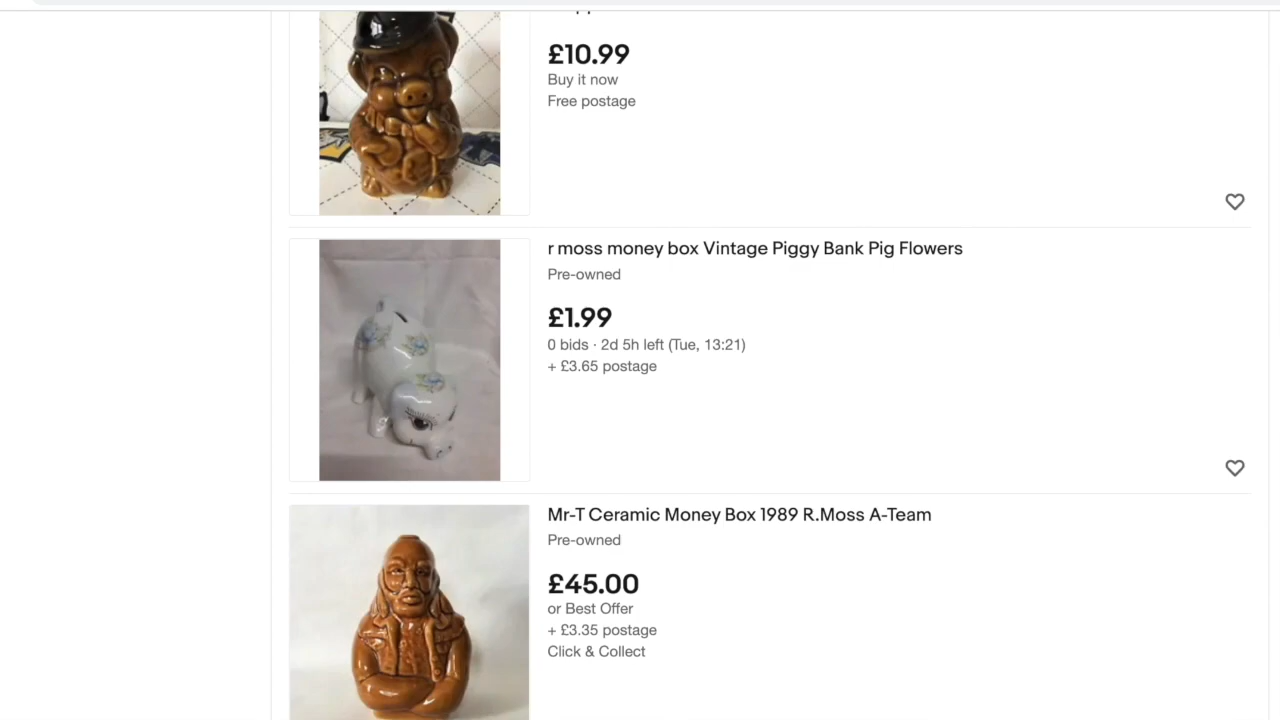 £10.99
Buy it now
Free postage
r moss money box Vintage Piggy Bank Pig Flowers
Pre-owned
£1.99
0 bids · 2d 5h left (Tue, 13:21)
+ £3.65 postage
Mr-T Ceramic Money Box 1989 R.Moss A-Team
Pre-owned
£45.00
or Best Offer
+ £3.35 postage
Click & Collect